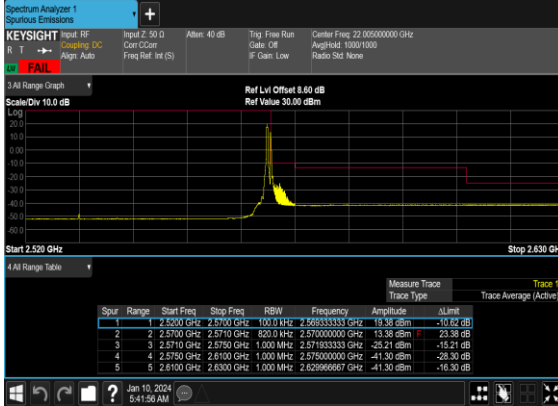 Spectrum Analyzer 1
Spurious Emissions
+
KEYSIGHT Input: RF Input Z: 50 Ω Atten: 40 dB Trig: Free Run Center Freq: 22.005000000 GHz
R T Coupling: DC Corr CCorr Gate: Off Avg|Hold: 1000/1000
Align: Auto Freq Ref: Int (S) IF Gain: Low Radio Std: None
FAIL
3 All Range Graph
Ref Lvl Offset 8.60 dB
Scale/Div 10.0 dB Ref Value 30.00 dBm
Log
20.0
10.0
0.00
-10.0
-20.0
-30.0
-40.0
-50.0
-60.0
Start 2.520 GHz Stop 2.630 GH
4 All Range Table
Measure Trace Trace 1
Trace Type Trace Average (Active)
Spur Range Start Freq Stop Freq RBW Frequency Amplitude ΔLimit
1 1 2.5200 GHz 2.5700 GHz 100.0 kHz 2.569333333 GHz 19.38 dBm -10.62 dB
2 2 2.5700 GHz 2.5710 GHz 820.0 kHz 2.570000000 GHz 13.38 dBm F 23.38 dB
3 3 2.5710 GHz 2.5750 GHz 1.000 MHz 2.571933333 GHz -25.21 dBm -15.21 dB
4 4 2.5750 GHz 2.6100 GHz 1.000 MHz 2.575000000 GHz -41.30 dBm -28.30 dB
5 5 2.6100 GHz 2.6300 GHz 1.000 MHz 2.629966667 GHz -41.30 dBm -16.30 dB
?
Jan 10, 2024
5:41:56 AM